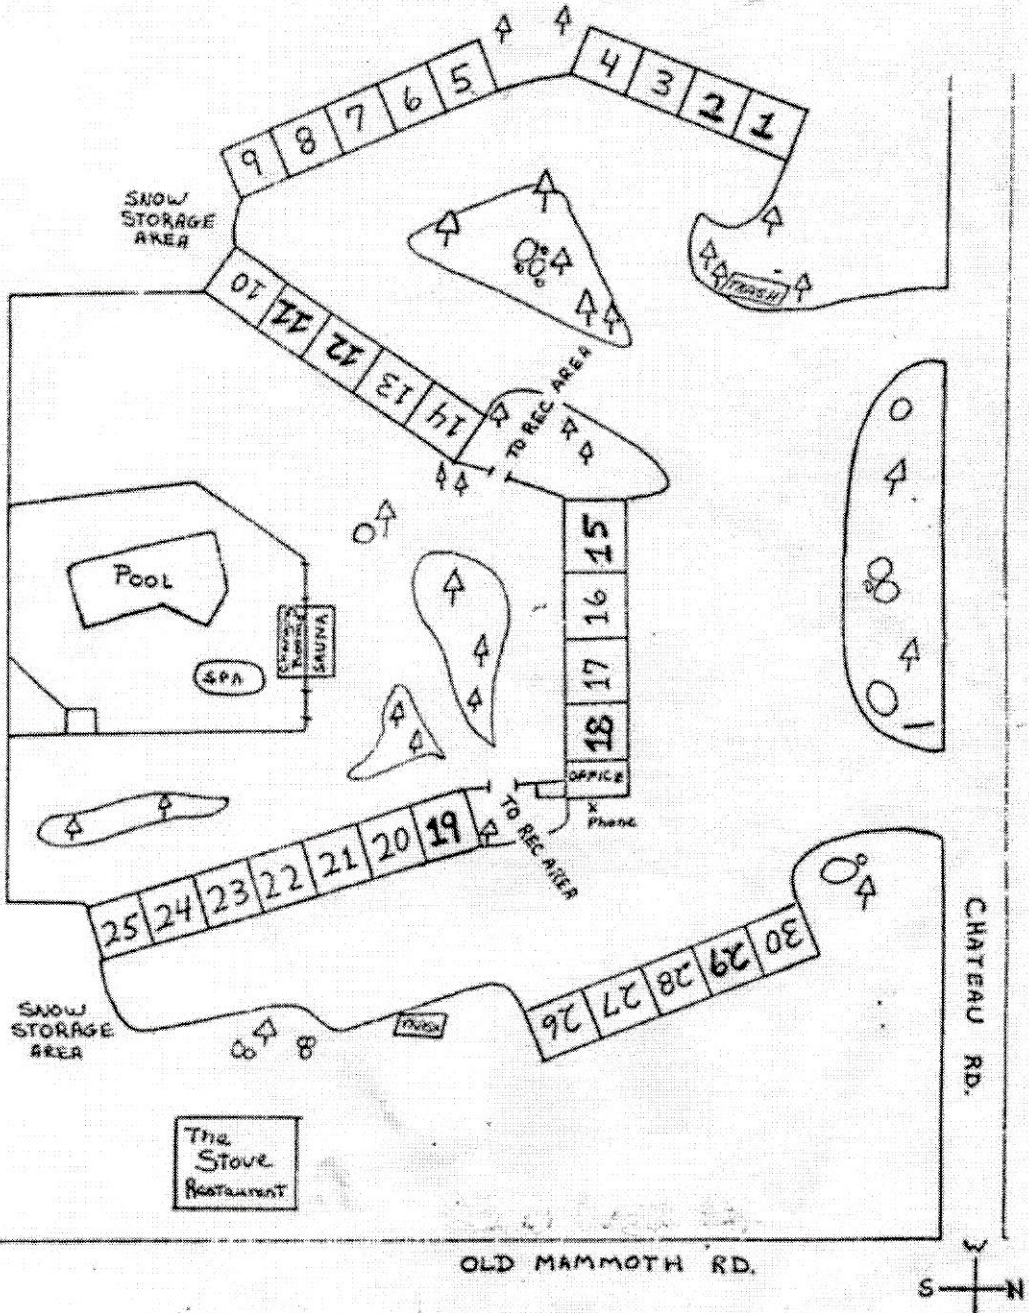 4
3
2
1
5
6
7
8
9
SNOW
STORAGE
AREA
TRASH
10
11
12
13
14
TO REC AREA
15
16
17
18
OFFICE
x
Phone
POOL
SPA
SAUNA
TO REC AREA
19
20
21
22
23
24
25
SNOW
STORAGE
AREA
TRASH
26
27
28
29
30
CHATEAU RD.
The
Stove
Restaurant
OLD MAMMOTH RD.
S
N